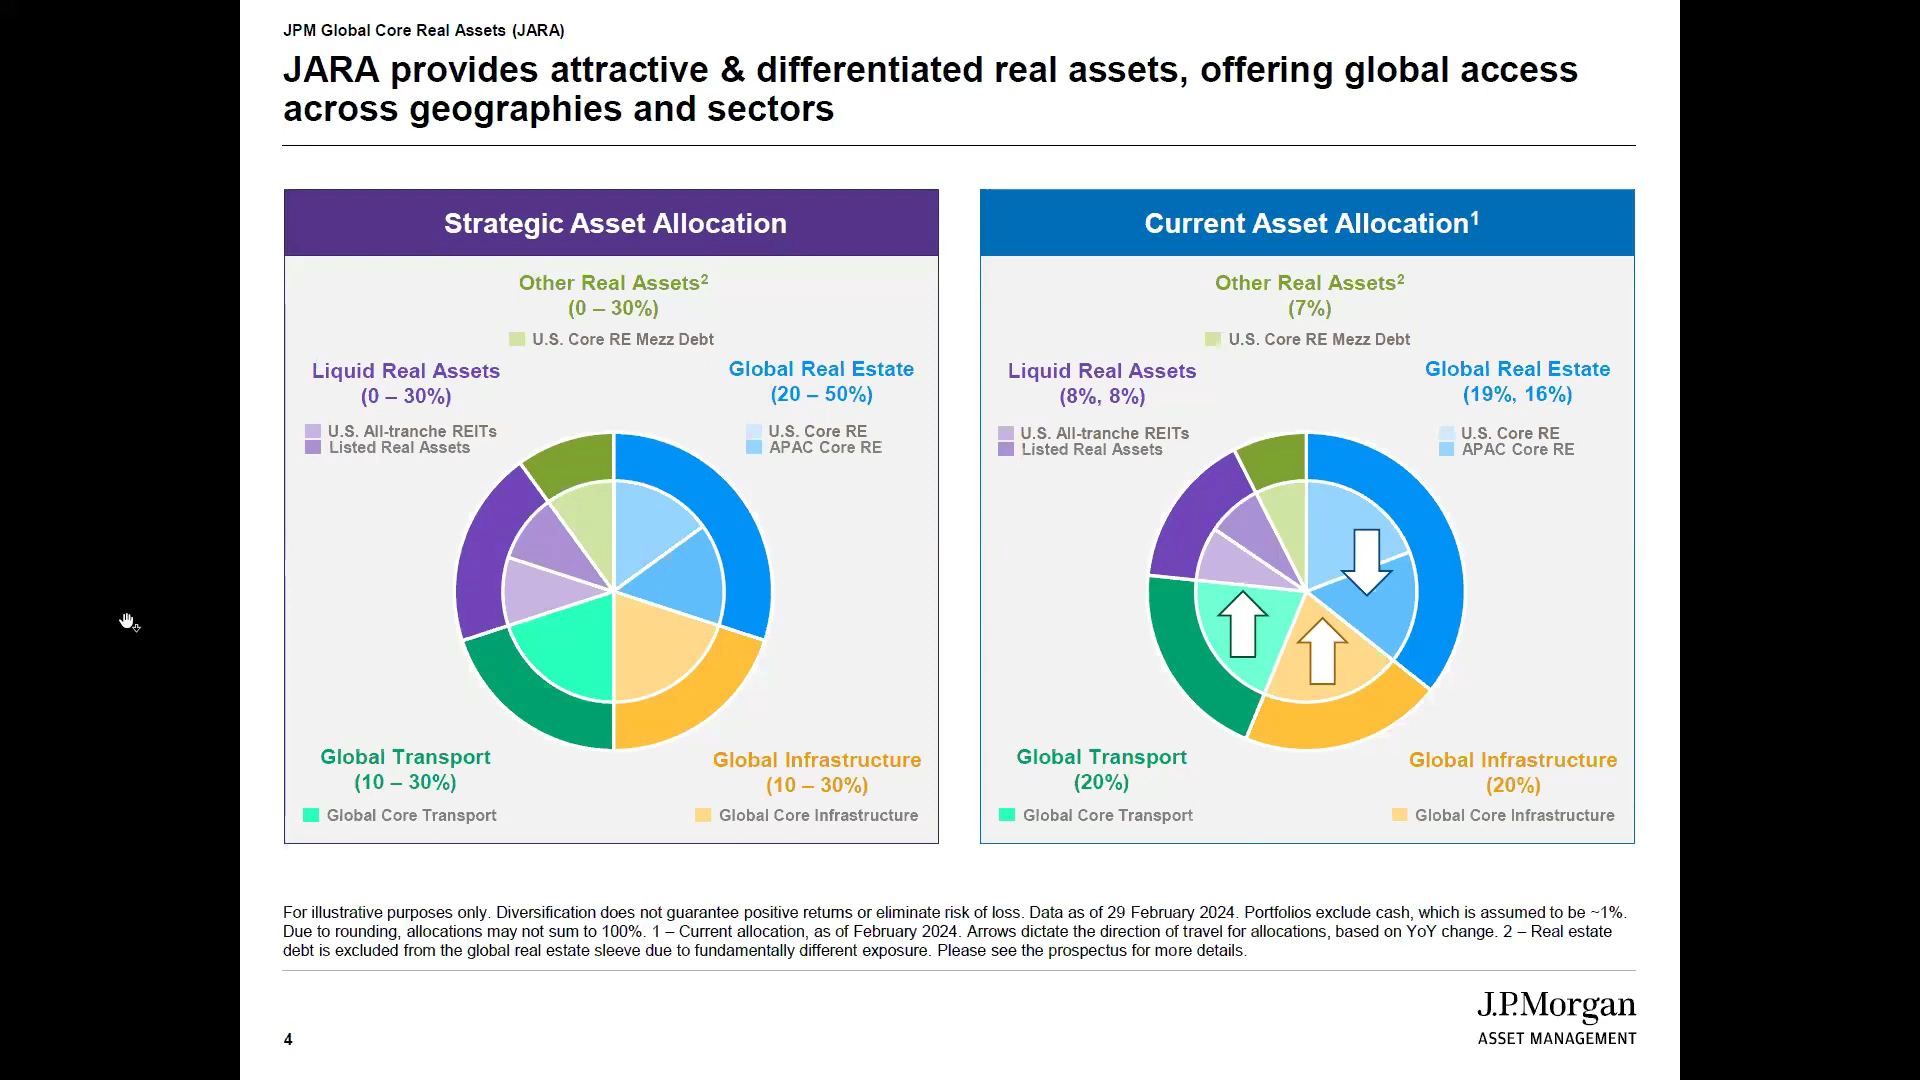 JPM Global Core Real Assets (JARA)
JARA provides attractive & differentiated real assets, offering global access
across geographies and sectors
Strategic Asset Allocation
Other Real Assets²
(0 – 30%)
U.S. Core RE Mezz Debt
Liquid Real Assets
(0 – 30%)
U.S. All-tranche REITs
Listed Real Assets
Global Real Estate
(20 – 50%)
U.S. Core RE
APAC Core RE
Global Transport
(10 – 30%)
Global Core Transport
Global Infrastructure
(10 – 30%)
Global Core Infrastructure
Current Asset Allocation¹
Other Real Assets²
(7%)
U.S. Core RE Mezz Debt
Liquid Real Assets
(8%, 8%)
U.S. All-tranche REITs
Listed Real Assets
Global Real Estate
(19%, 16%)
U.S. Core RE
APAC Core RE
Global Transport
(20%)
Global Core Transport
Global Infrastructure
(20%)
Global Core Infrastructure
For illustrative purposes only. Diversification does not guarantee positive returns or eliminate risk of loss. Data as of 29 February 2024. Portfolios exclude cash, which is assumed to be ~1%.
Due to rounding, allocations may not sum to 100%. 1 – Current allocation, as of February 2024. Arrows dictate the direction of travel for allocations, based on YoY change. 2 – Real estate
debt is excluded from the global real estate sleeve due to fundamentally different exposure. Please see the prospectus for more details.
J.P.Morgan
ASSET MANAGEMENT
4